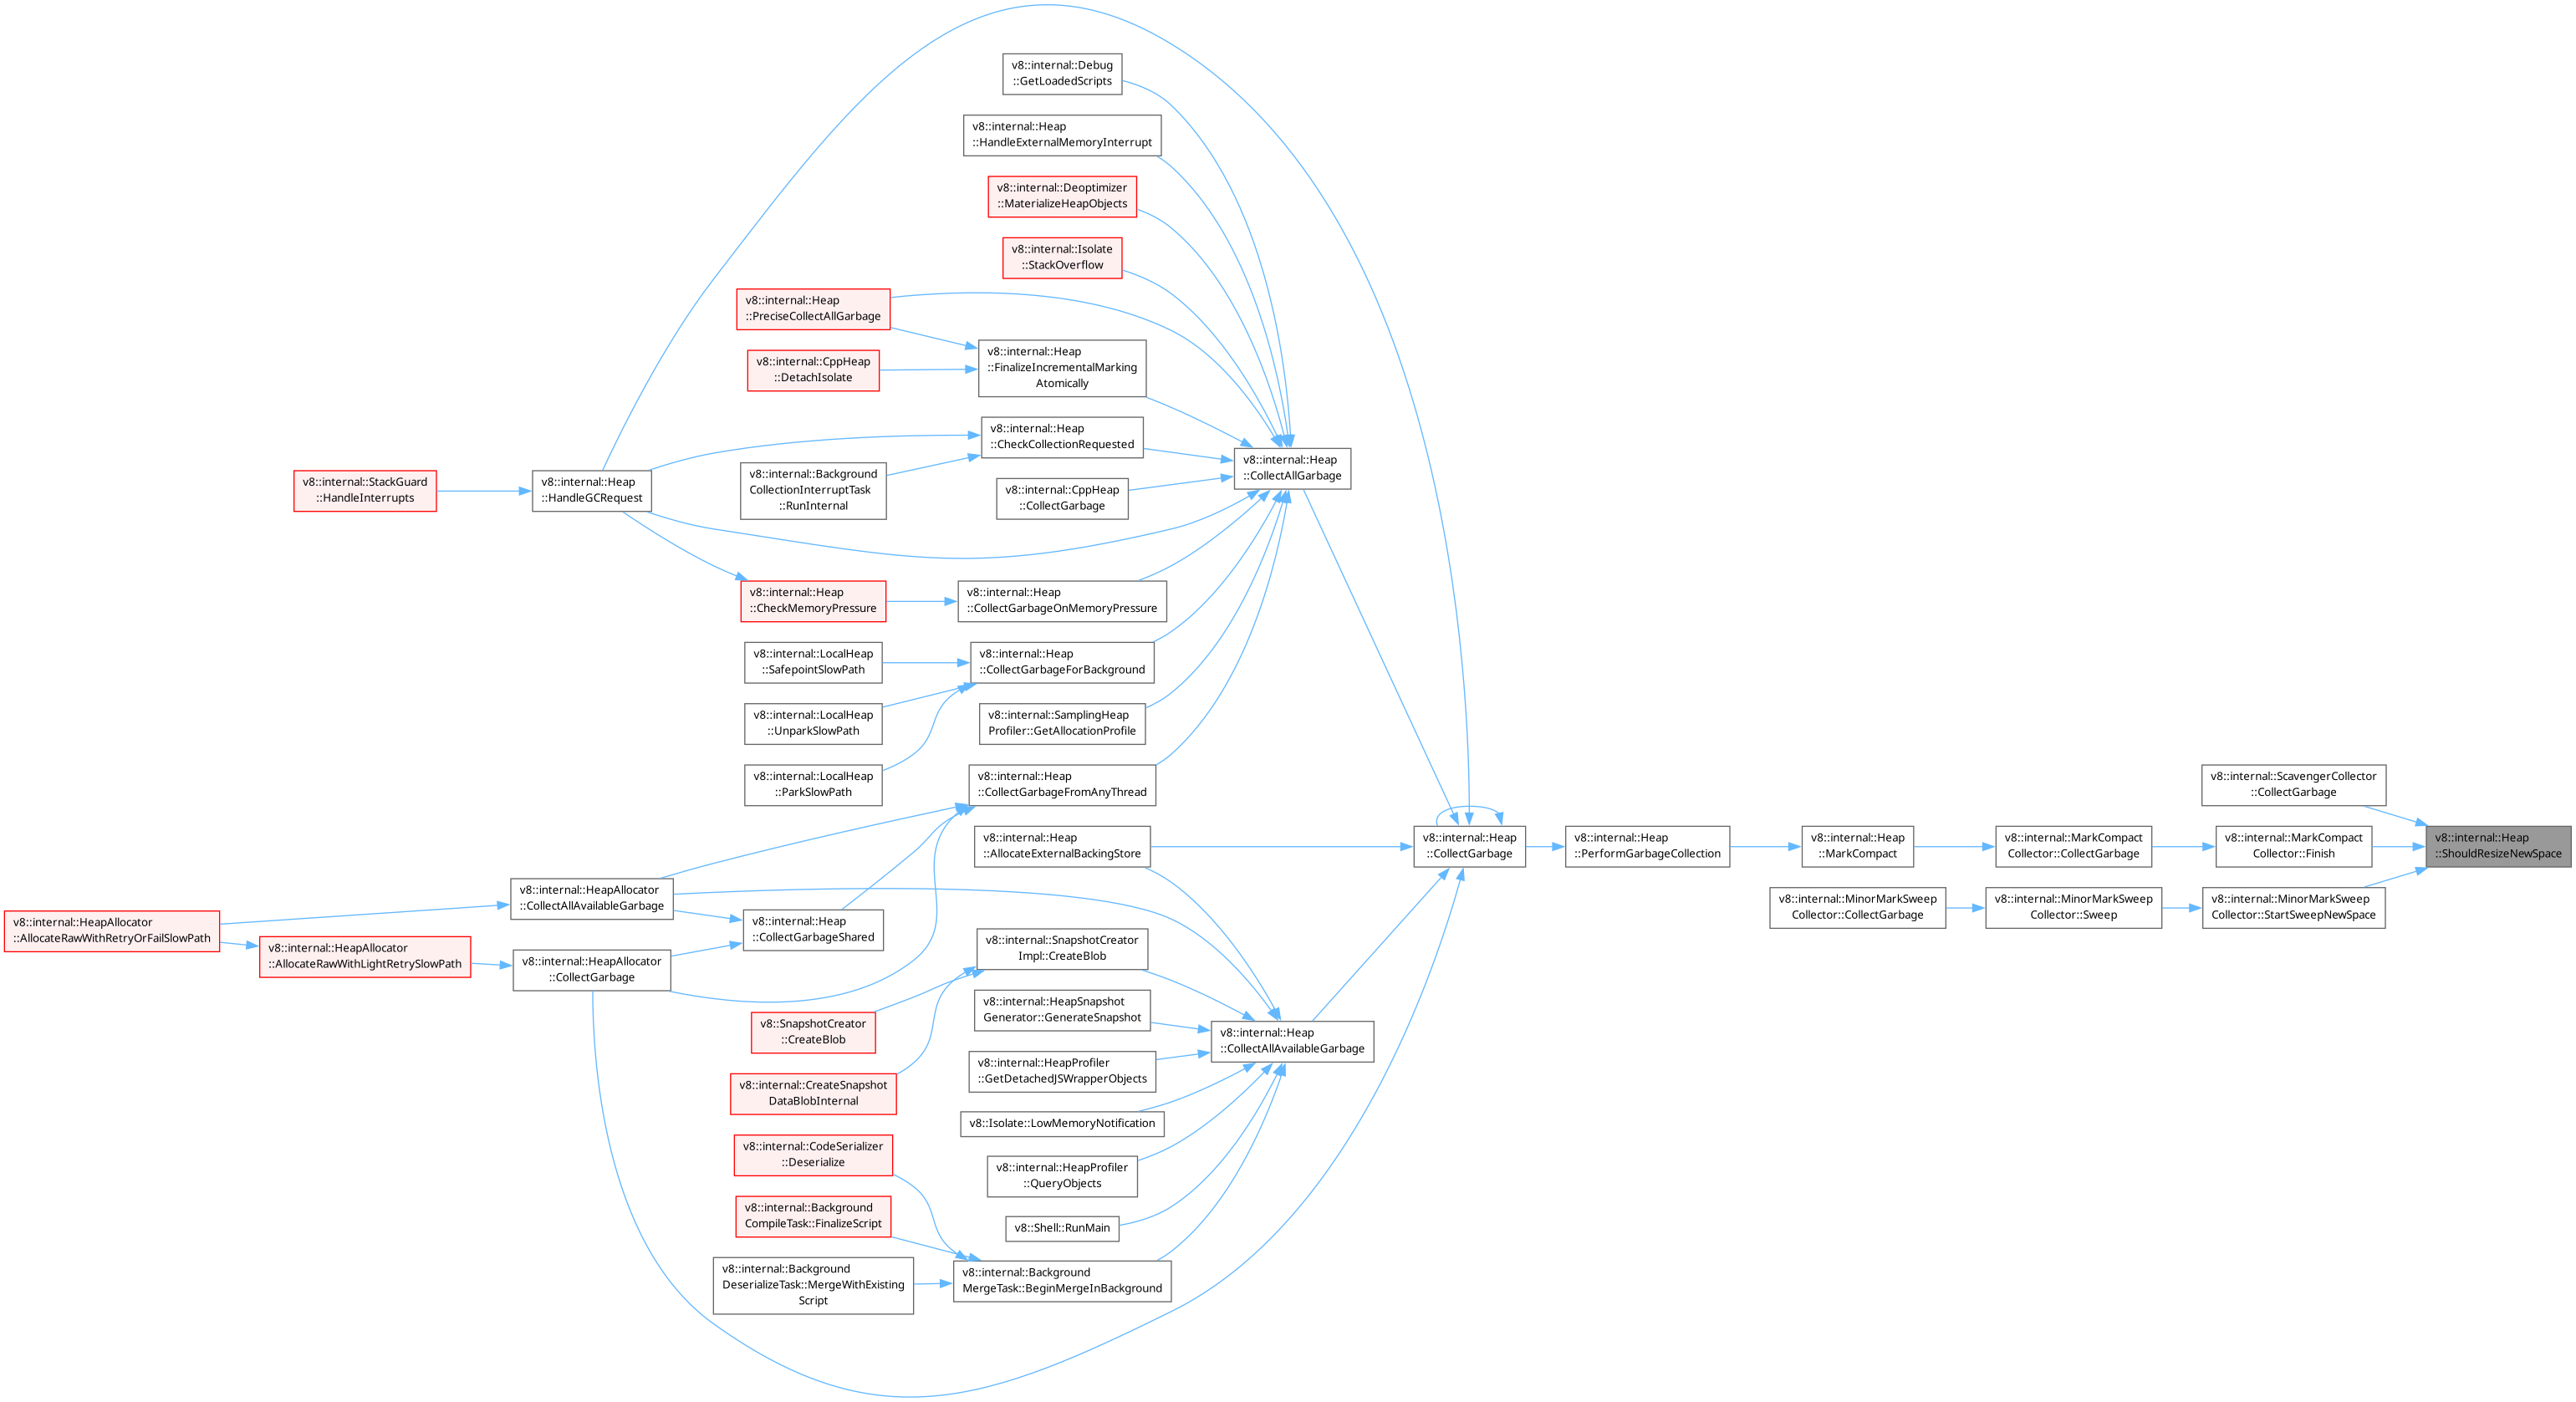 v8::internal::Debug
::GetLoadedScripts
v8::internal::Heap
::HandleExternalMemoryInterrupt
v8::internal::Deoptimizer
::MaterializeHeapObjects
v8::internal::Isolate
::StackOverflow
v8::internal::Heap
::PreciseCollectAllGarbage
v8::internal::Heap
::FinalizeIncrementalMarking
Atomically
v8::internal::CppHeap
::DetachIsolate
v8::internal::Heap
::CheckCollectionRequested
v8::internal::Heap
::CollectAllGarbage
v8::internal::StackGuard
::HandleInterrupts
v8::internal::Heap
::HandleGCRequest
v8::internal::Background
CollectionInterruptTask
::RunInternal
v8::internal::CppHeap
::CollectGarbage
v8::internal::Heap
::CheckMemoryPressure
v8::internal::Heap
::CollectGarbageOnMemoryPressure
v8::internal::LocalHeap
::SafepointSlowPath
v8::internal::Heap
::CollectGarbageForBackground
v8::internal::LocalHeap
::UnparkSlowPath
v8::internal::SamplingHeap
Profiler::GetAllocationProfile
v8::internal::LocalHeap
::ParkSlowPath
v8::internal::Heap
::CollectGarbageFromAnyThread
v8::internal::ScavengerCollector
::CollectGarbage
v8::internal::Heap
::AllocateExternalBackingStore
v8::internal::Heap
::CollectGarbage
v8::internal::Heap
::PerformGarbageCollection
v8::internal::Heap
::MarkCompact
v8::internal::MarkCompact
Collector::CollectGarbage
v8::internal::MarkCompact
Collector::Finish
v8::internal::Heap
::ShouldResizeNewSpace
v8::internal::HeapAllocator
::CollectAllAvailableGarbage
v8::internal::MinorMarkSweep
Collector::CollectGarbage
v8::internal::MinorMarkSweep
Collector::Sweep
v8::internal::MinorMarkSweep
Collector::StartSweepNewSpace
v8::internal::HeapAllocator
::AllocateRawWithRetryOrFailSlowPath
v8::internal::Heap
::CollectGarbageShared
v8::internal::HeapAllocator
::AllocateRawWithLightRetrySlowPath
v8::internal::HeapAllocator
::CollectGarbage
v8::internal::SnapshotCreator
Impl::CreateBlob
v8::internal::HeapSnapshot
Generator::GenerateSnapshot
v8::SnapshotCreator
::CreateBlob
v8::internal::Heap
::CollectAllAvailableGarbage
v8::internal::HeapProfiler
::GetDetachedJSWrapperObjects
v8::internal::CreateSnapshot
DataBlobInternal
v8::Isolate::LowMemoryNotification
v8::internal::CodeSerializer
::Deserialize
v8::internal::HeapProfiler
::QueryObjects
v8::internal::Background
CompileTask::FinalizeScript
v8::Shell::RunMain
v8::internal::Background
DeserializeTask::MergeWithExisting
Script
v8::internal::Background
MergeTask::BeginMergeInBackground